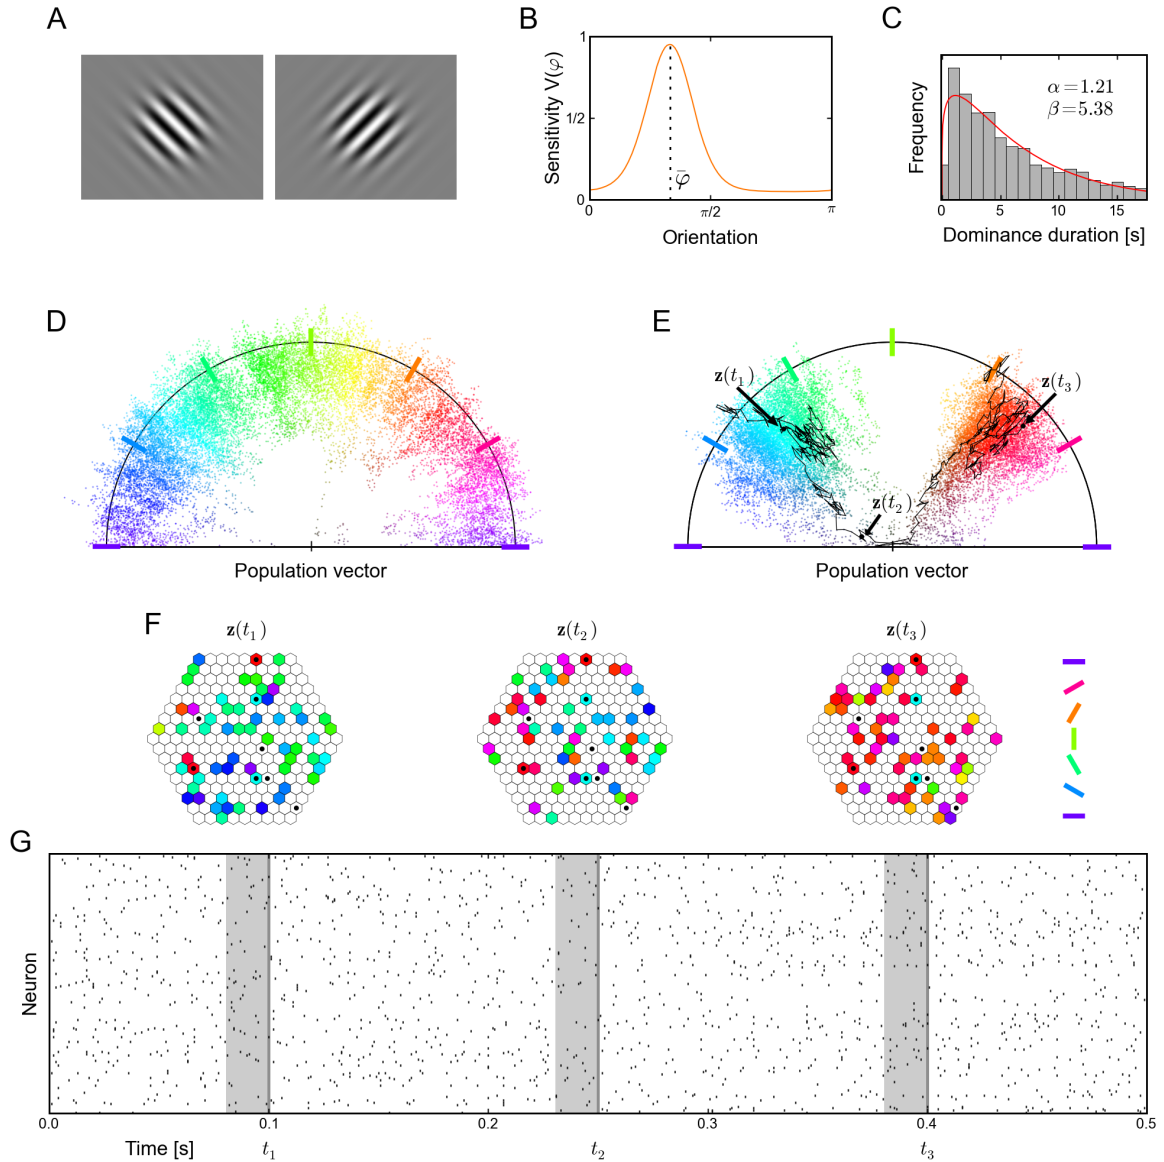 A
B
Sensitivity V(φ)
1
1/2
0
φ̄
0
π/2
π
Orientation
C
Frequency
α=1.21
β=5.38
0
5
10
15
Dominance duration [s]
D
Population vector
E
z(t₁)
z(t₃)
z(t₂)
Population vector
F
z(t₁)
z(t₂)
z(t₃)
G
Neuron
0.0
0.1
0.2
0.3
0.4
0.5
Time [s]
t₁
t₂
t₃